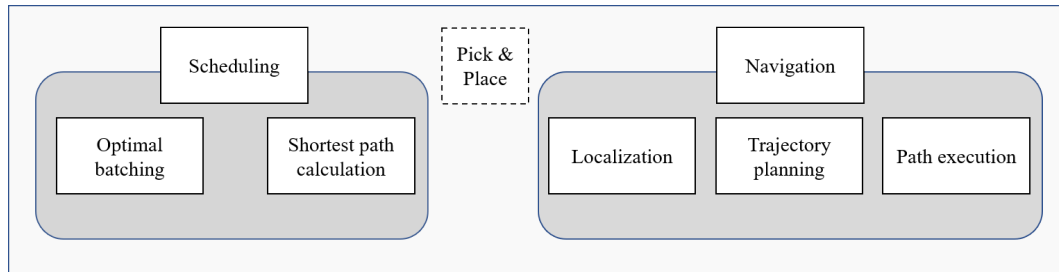 Scheduling
Pick &
Place
Navigation
Optimal
batching
Shortest path
calculation
Localization
Trajectory
planning
Path execution